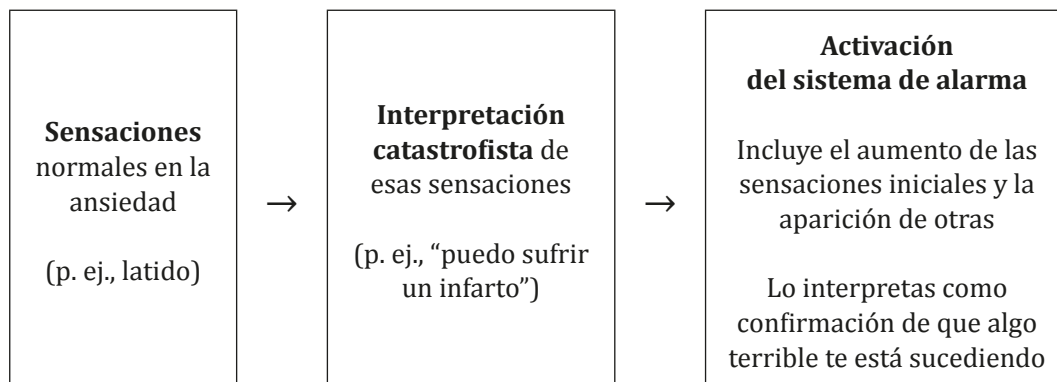 Sensaciones
normales en la
ansiedad
(p. ej., latido)
→
Interpretación
catastrofista de
esas sensaciones
(p. ej., “puedo sufrir
un infarto”)
→
Activación
del sistema de alarma
Incluye el aumento de las
sensaciones iniciales y la
aparición de otras
Lo interpretas como
confirmación de que algo
terrible te está sucediendo